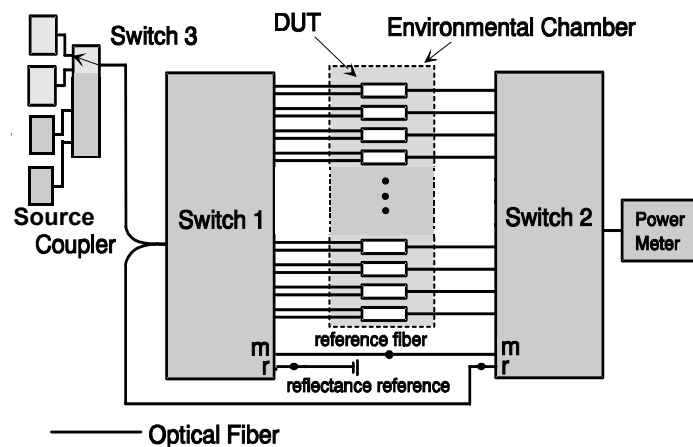 Switch 3
DUT
Environmental Chamber
Source
Coupler
Switch 1
Switch 2
Power
Meter
m
reference fiber
m
r
reflectance reference
r
Optical Fiber